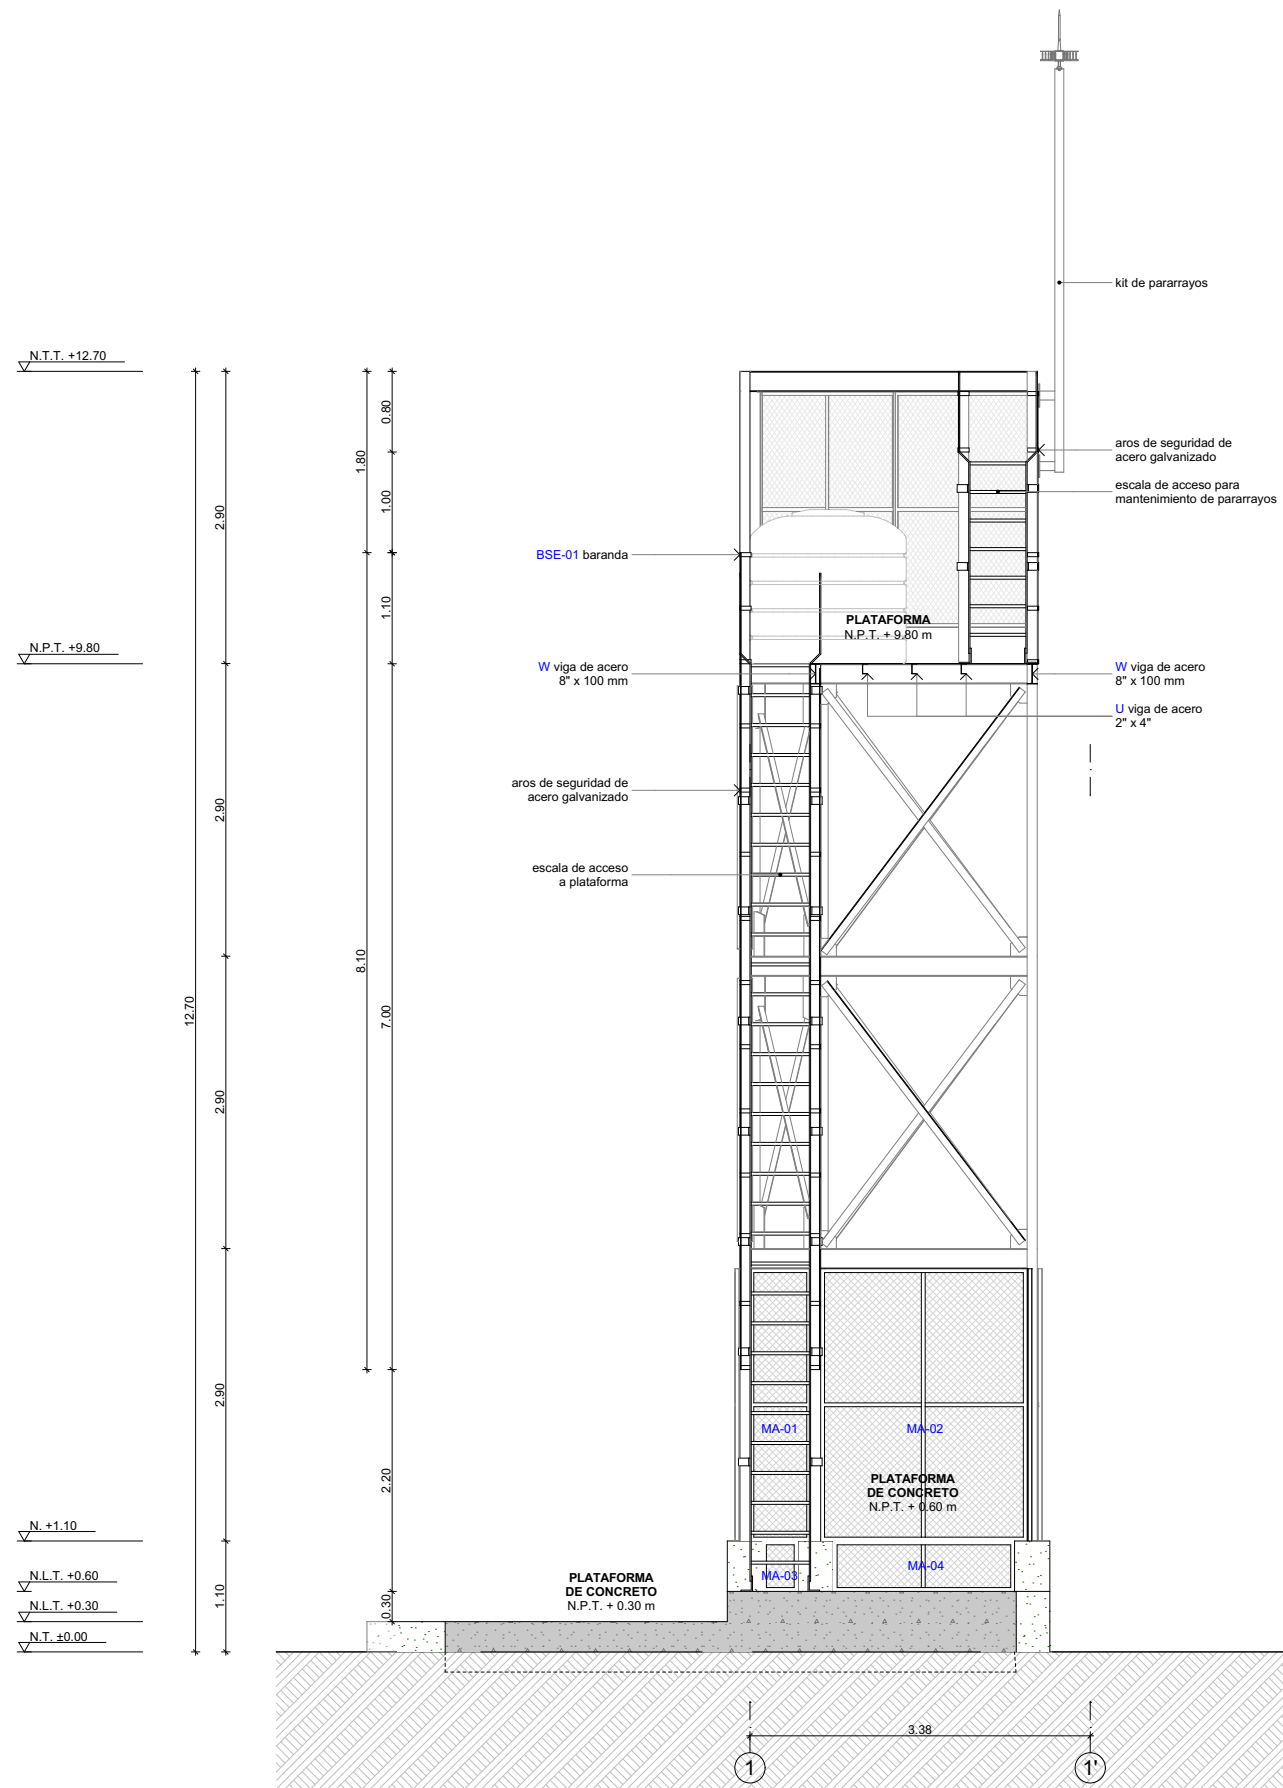 kit de pararrayos
N.T.T. +12.70
0.80
1.80
aros de seguridad de
acero galvanizado
escala de acceso para
mantenimiento de pararrayos
1.00
2.90
BSE-01 baranda
1.10
PLATAFORMA
N.P.T. + 9.80 m
N.P.T. +9.80
W viga de acero
8" x 100 mm
W viga de acero
8" x 100 mm
U viga de acero
2" x 4"
aros de seguridad de
acero galvanizado
2.90
escala de acceso
a plataforma
8.10
12.70
7.00
2.90
2.90
MA-01
MA-02
2.20
PLATAFORMA
DE CONCRETO
N.P.T. + 0.60 m
N. +1.10
MA-03
MA-04
N.L.T. +0.60
1.10
PLATAFORMA
DE CONCRETO
N.P.T. + 0.30 m
N.L.T. +0.30
0.30
N.T. ±0.00
3.38
1
1'